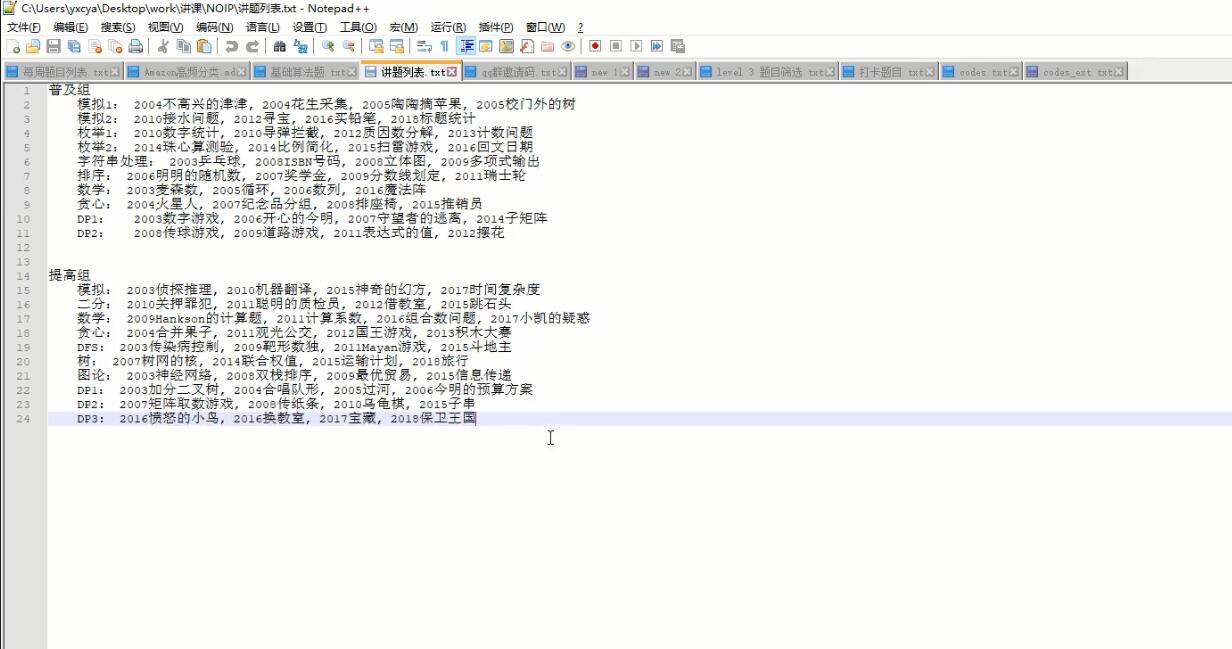 C:\Users\yxcya\Desktop\work\讲课\NOIP\讲题列表.txt - Notepad++
文件(F) 编辑(E) 搜索(S) 视图(V) 编码(N) 语言(L) 设置(T) 工具(O) 宏(M) 运行(R) 插件(P) 窗口(W) ?
每周题目列表.txt Amazon高频分类.md 基础算法题.txt 讲题列表.txt qq群邀请码.txt new 1 new 2 level 3 题目筛选.txt 打卡题目.txt codes.txt codes_ext.txt
1 普及组
2 模拟1: 2004不高兴的津津, 2004花生采集, 2005陶陶摘苹果, 2005校门外的树
3 模拟2: 2010接水问题, 2012寻宝, 2016买铅笔, 2018标题统计
4 枚举1: 2010数字统计, 2010导弹拦截, 2012质因数分解, 2013计数问题
5 枚举2: 2014珠心算测验, 2014比例简化, 2015扫雷游戏, 2016回文日期
6 字符串处理: 2003乒乓球, 2008ISBN号码, 2008立体图, 2009多项式输出
7 排序: 2006明明的随机数, 2007奖学金, 2009分数线划定, 2011瑞士轮
8 数学: 2003麦森数, 2005循环, 2006数列, 2016魔法阵
9 贪心: 2004火星人, 2007纪念品分组, 2008排座椅, 2015推销员
10 DP1: 2003数字游戏, 2006开心的今明, 2007守望者的逃离, 2014子矩阵
11 DP2: 2008传球游戏, 2009道路游戏, 2011表达式的值, 2012摆花
12
13
14 提高组
15 模拟: 2003侦探推理, 2010机器翻译, 2015神奇的幻方, 2017时间复杂度
16 二分: 2010关押罪犯, 2011聪明的质检员, 2012借教室, 2015跳石头
17 数学: 2009Hankson的计算题, 2011计算系数, 2016组合数问题, 2017小凯的疑惑
18 贪心: 2004合并果子, 2011观光公交, 2012国王游戏, 2013积木大赛
19 DFS: 2003传染病控制, 2009靶形数独, 2011Mayan游戏, 2015斗地主
20 树: 2007树网的核, 2014联合权值, 2015运输计划, 2018旅行
21 图论: 2003神经网络, 2008双栈排序, 2009最优贸易, 2015信息传递
22 DP1: 2003加分二叉树, 2004合唱队形, 2005过河, 2006今明的预算方案
23 DP2: 2007矩阵取数游戏, 2008传纸条, 2010乌龟棋, 2015子串
24 DP3: 2016愤怒的小鸟, 2016换教室, 2017宝藏, 2018保卫王国